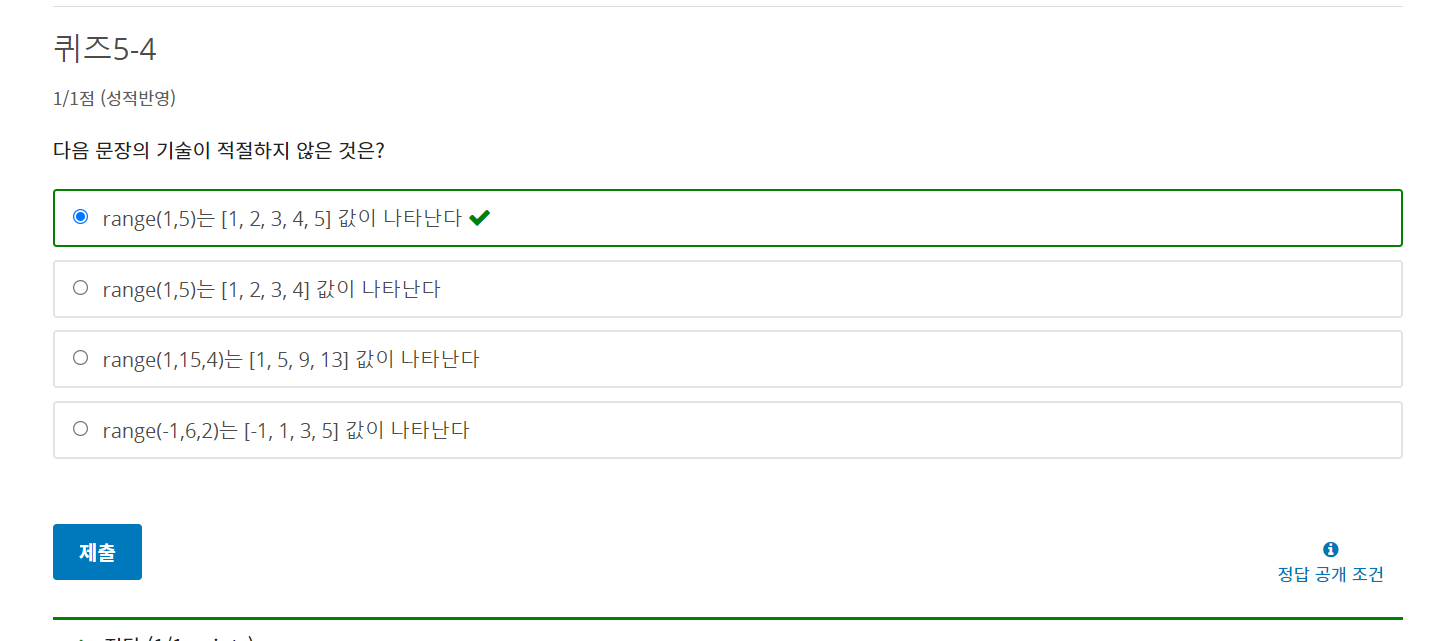 퀴즈5-4
1/1점 (성적반영)
다음 문장의 기술이 적절하지 않은 것은?
range(1,5)는 [1, 2, 3, 4, 5] 값이 나타난다
range(1,5)는 [1, 2, 3, 4] 값이 나타난다
range(1,15,4)는 [1, 5, 9, 13] 값이 나타난다
range(-1,6,2)는 [-1, 1, 3, 5] 값이 나타난다
제출
정답 공개 조건